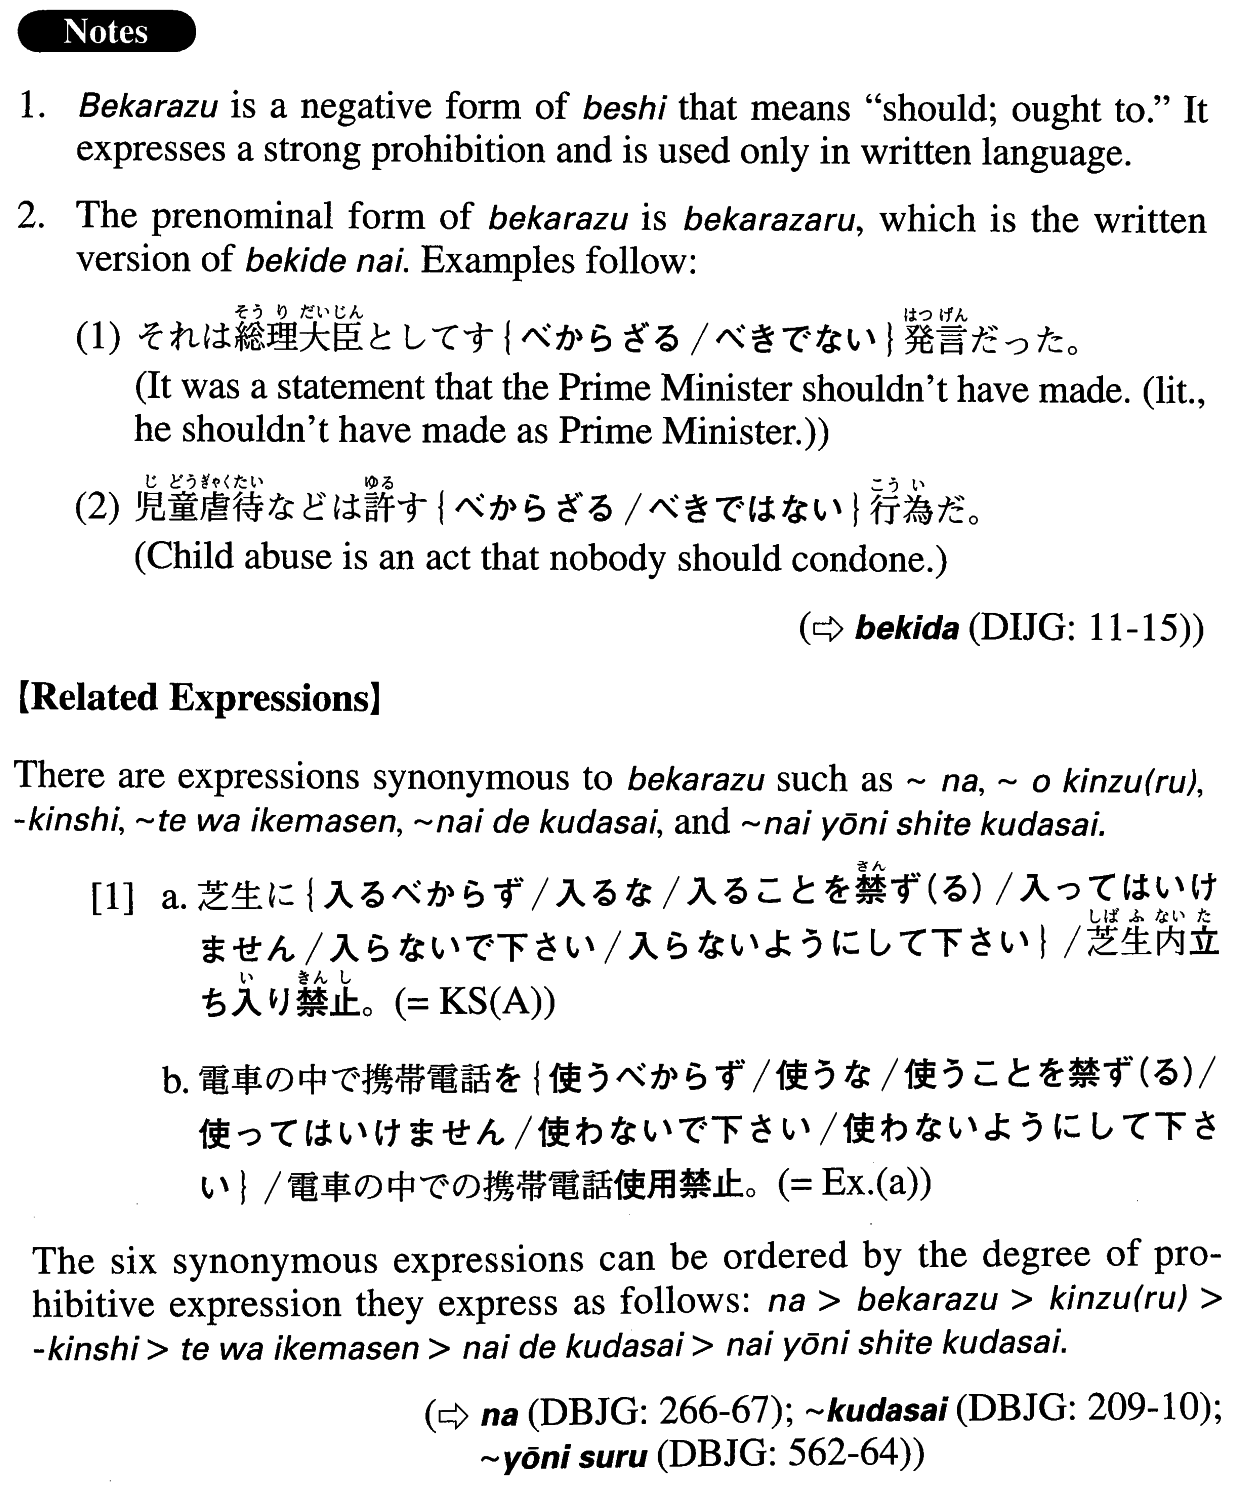 Notes
1. Bekarazu is a negative form of beshi that means “should; ought to.” It
expresses a strong prohibition and is used only in written language.
2. The prenominal form of bekarazu is bekarazaru, which is the written
version of bekide nai. Examples follow:
そう り だいじん はつ げん
(1) それは総理大臣としてす{べからざる/べきでない}発言だった。
(It was a statement that the Prime Minister shouldn’t have made. (lit.,
he shouldn’t have made as Prime Minister.))
じ どうぎゃくたい ゆる こう い
(2) 児童虐待などは許す{べからざる/べきではない}行為だ。
(Child abuse is an act that nobody should condone.)
(⇨ bekida (DIJG: 11-15))
【Related Expressions】
There are expressions synonymous to bekarazu such as ~ na, ~ o kinzu(ru),
-kinshi, ~te wa ikemasen, ~nai de kudasai, and ~nai yōni shite kudasai.
きん
[1] a. 芝生に{入るべからず/入るな/入ることを禁ず(る)/入ってはいけ
しば ふ ない た
ません/入らないで下さい/入らないようにして下さい}/芝生内立
い きん し
ち入り禁止。(= KS(A))
b. 電車の中で携帯電話を{使うべからず/使うな/使うことを禁ず(る)/
使ってはいけません/使わないで下さい/使わないようにして下さ
い}/電車の中での携帯電話使用禁止。(= Ex.(a))
The six synonymous expressions can be ordered by the degree of pro-
hibitive expression they express as follows: na > bekarazu > kinzu(ru) >
-kinshi > te wa ikemasen > nai de kudasai > nai yōni shite kudasai.
(⇨ na (DBJG: 266-67); ~kudasai (DBJG: 209-10);
~yōni suru (DBJG: 562-64))